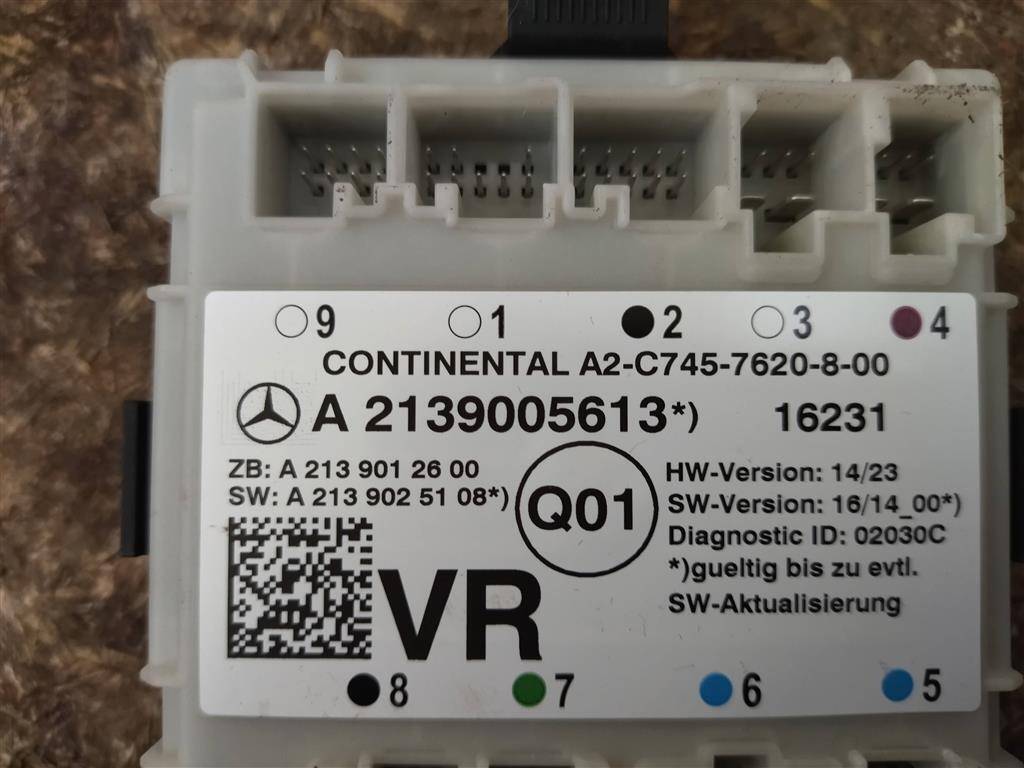 9 1 2 3 4
CONTINENTAL A2-C745-7620-8-00
A 2139005613*) 16231
ZB: A 213 901 26 00
SW: A 213 902 51 08*)
Q01
HW-Version: 14/23
SW-Version: 16/14_00*)
Diagnostic ID: 02030C
*)gueltig bis zu evtl.
SW-Aktualisierung
VR
8 7 6 5